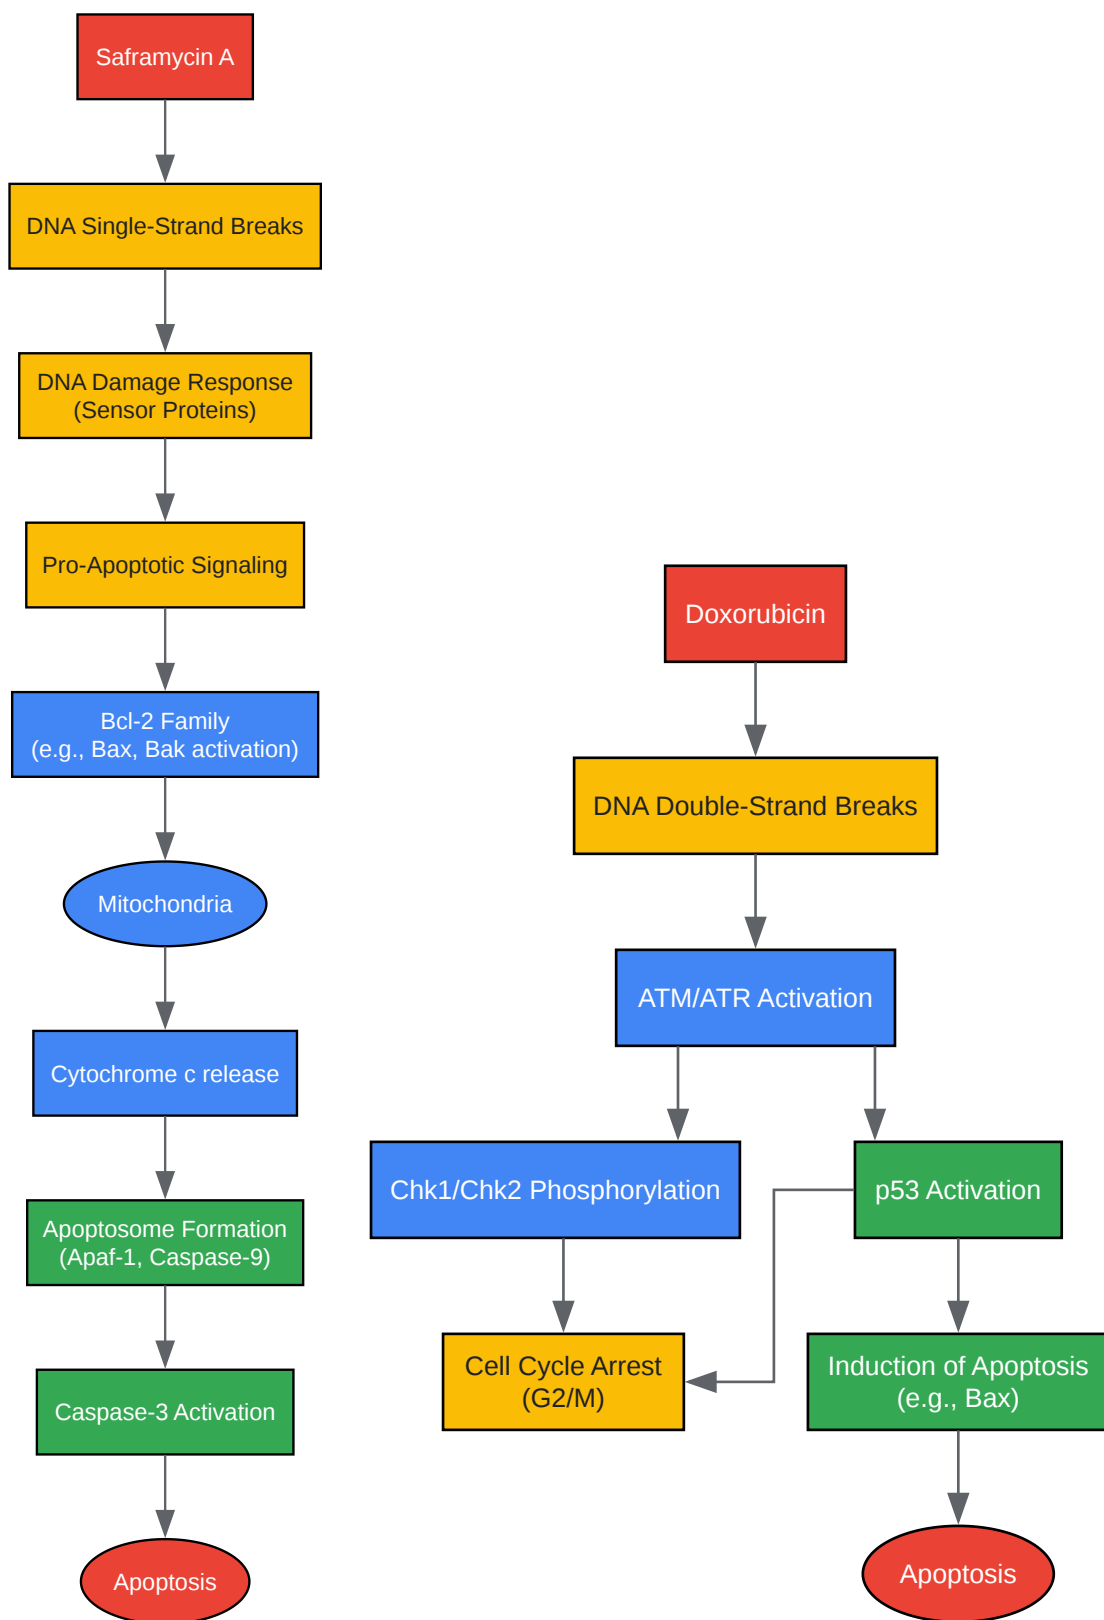 Saframycin A
DNA Single-Strand Breaks
DNA Damage Response
(Sensor Proteins)
Pro-Apoptotic Signaling
Bcl-2 Family
(e.g., Bax, Bak activation)
Mitochondria
Cytochrome c release
Apoptosome Formation
(Apaf-1, Caspase-9)
Caspase-3 Activation
Apoptosis
Doxorubicin
DNA Double-Strand Breaks
ATM/ATR Activation
Chk1/Chk2 Phosphorylation
p53 Activation
Cell Cycle Arrest
(G2/M)
Induction of Apoptosis
(e.g., Bax)
Apoptosis